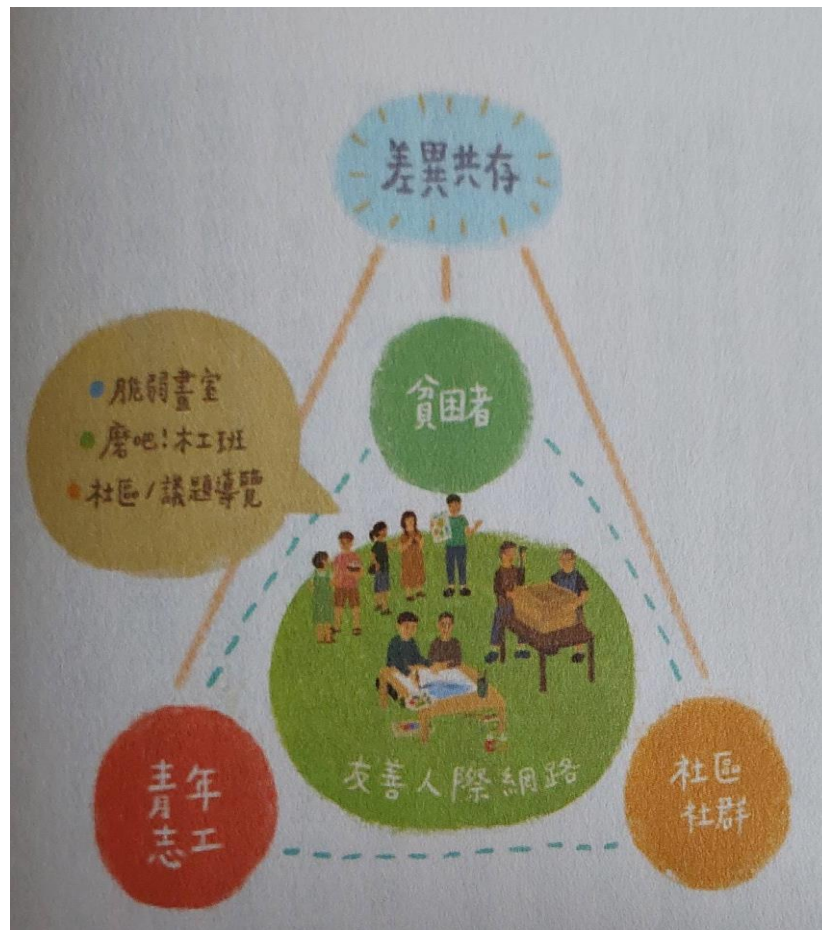 差異共存
貧困者
脆弱畫室
磨吧!木工班
社區/議題導覽
友善人際網路
青年
志工
社區
社群